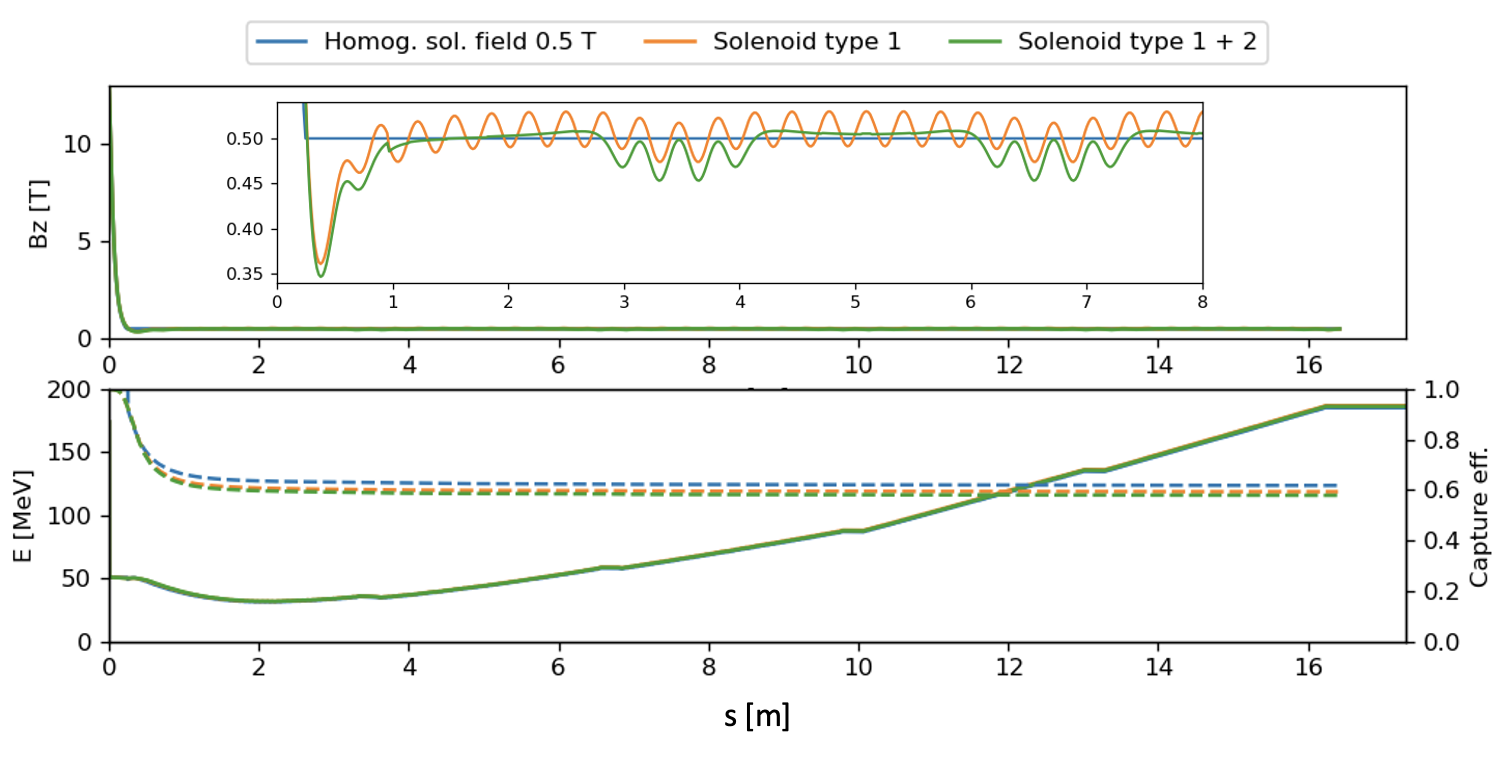 Homog. sol. field 0.5 T Solenoid type 1 Solenoid type 1 + 2
Bz [T]
10
5
0
0.50
0.45
0.40
0.35
0 1 2 3 4 5 6 7 8
0 2 4 6 8 10 12 14 16
E [MeV]
200
150
100
50
0
1.0
0.8
0.6
0.4
0.2
0.0
Capture eff.
0 2 4 6 8 10 12 14 16
s [m]